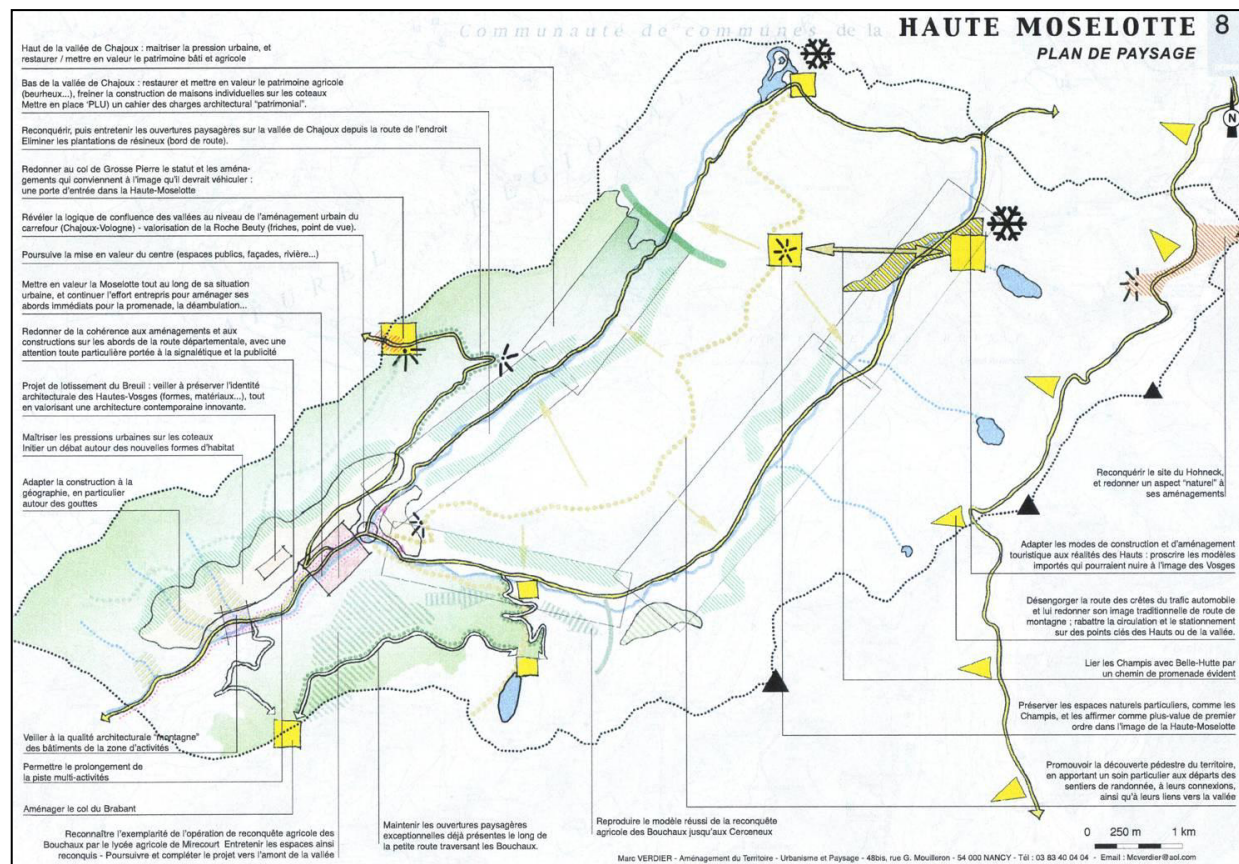 Communauté de communes de la HAUTE MOSELOTTE 8
PLAN DE PAYSAGE
Haut de la vallée de Chajoux : maitriser la pression urbaine, et
restaurer / mettre en valeur le patrimoine bâti et agricole
Bas de la vallée de Chajoux : restaurer et mettre en valeur le patrimoine agricole
(beurheux...), freiner la construction de maisons individuelles sur les coteaux
Mettre en place 'PLU) un cahier des charges architectural "patrimonial".
Reconquérir, puis entretenir les ouvertures paysagères sur la vallée de Chajoux depuis la route de l'endroit
Eliminer les plantations de résineux (bord de route).
Redonner au col de Grosse Pierre le statut et les aména-
gements qui conviennent à l'image qu'il devrait véhiculer :
une porte d'entrée dans la Haute-Moselotte
Révéler la logique de confluence des vallées au niveau de l'aménagement urbain du
carrefour (Chajoux-Vologne) - valorisation de la Roche Beuty (friches, point de vue).
Poursuive la mise en valeur du centre (espaces publics, façades, rivière...)
Mettre en valeur la Moselotte tout au long de sa situation
urbaine, et continuer l'effort entrepris pour aménager ses
abords immédiats pour la promenade, la déambulation...
Redonner de la cohérence aux aménagements et aux
constructions sur les abords de la route départementale, avec une
attention toute particulière portée à la signalétique et la publicité
Projet de lotissement du Breuil : veiller à préserver l'identité
architecturale des Hautes-Vosges (formes, matériaux...), tout
en valorisant une architecture contemporaine innovante.
Maîtriser les pressions urbaines sur les coteaux
Initier un débat autour des nouvelles formes d'habitat
Adapter la construction à la
géographie, en particulier
autour des gouttes
Veiller à la qualité architecturale "montagne"
des bâtiments de la zone d'activités
Permettre le prolongement de
la piste multi-activités
Aménager le col du Brabant
Reconnaître l'exemplarité de l'opération de reconquête agricole des
Bouchaux par le lycée agricole de Mirecourt Entretenir les espaces ainsi
reconquis - Poursuivre et compléter le projet vers l'amont de la vallée
Maintenir les ouvertures paysagères
exceptionnelles déjà présentes le long de
la petite route traversant les Bouchaux.
Reproduire le modèle réussi de la reconquête
agricole des Bouchaux jusqu'aux Cerceneux
N
Reconquérir le site du Hohneck,
et redonner un aspect "naturel" à
ses aménagements
Adapter les modes de construction et d'aménagement
touristique aux réalités des Hauts : proscrire les modèles
importés qui pourraient nuire à l'image des Vosges
Désengorger la route des crêtes du trafic automobile
et lui redonner son image traditionnelle de route de
montagne ; rabattre la circulation et le stationnement
sur des points clés des Hauts ou de la vallée.
Lier les Champis avec Belle-Hutte par
un chemin de promenade évident
Préserver les espaces naturels particuliers, comme les
Champis, et les affirmer comme plus-value de premier
ordre dans l'image de la Haute-Moselotte
Promouvoir la découverte pédestre du territoire,
en apportant un soin particulier aux départs des
sentiers de randonnée, à leurs connexions,
ainsi qu'à leurs liens vers la vallée
0 250 m 1 km
Marc VERDIER - Aménagement du Territoire - Urbanisme et Paysage - 48bis, rue G. Mouilleron - 54 000 NANCY - Tél : 03 83 40 04 04 - Email : Mcverdier@aol.com